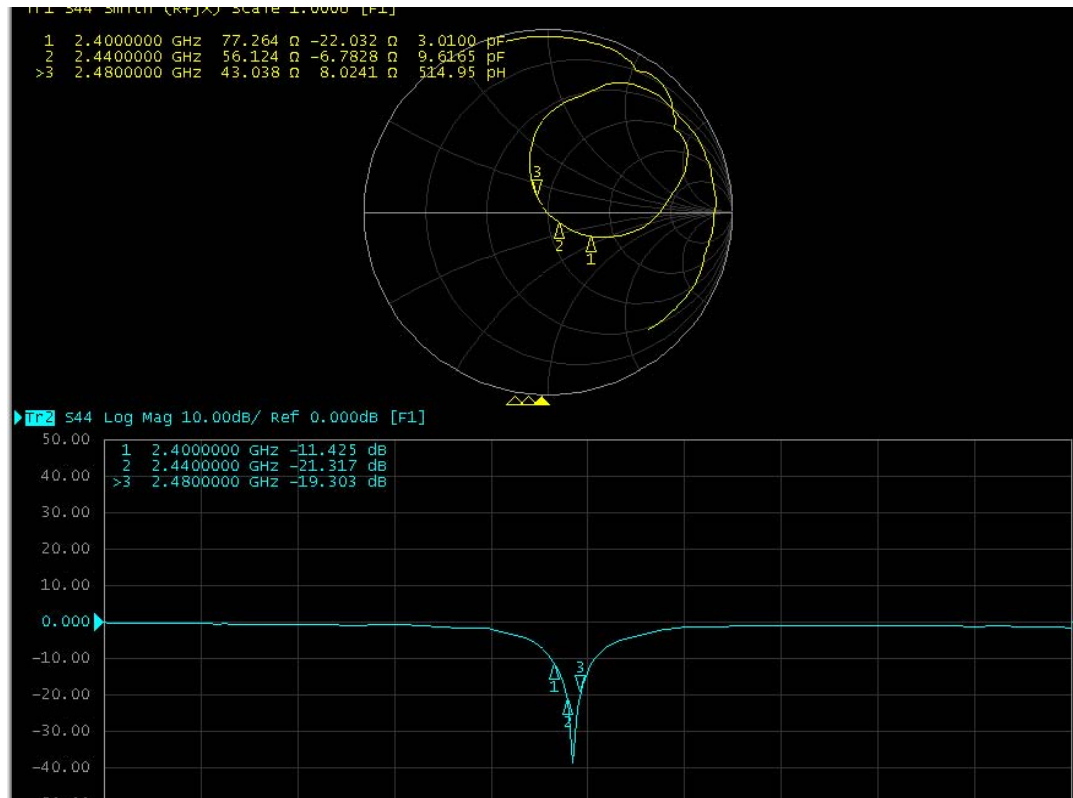 Tr1 S44 Smith (R+jX) Scale 1.000U [F1]
1 2.4000000 GHz 77.264 Ω -22.032 Ω 3.0100 pF
2 2.4400000 GHz 56.124 Ω -6.7828 Ω 9.6165 pF
>3 2.4800000 GHz 43.038 Ω 8.0241 Ω 514.95 pH
3
2
1
Tr2 S44 Log Mag 10.00dB/ Ref 0.000dB [F1]
50.00
1 2.4000000 GHz -11.425 dB
2 2.4400000 GHz -21.317 dB
40.00
>3 2.4800000 GHz -19.303 dB
30.00
20.00
10.00
0.000
-10.00
3
1
-20.00
2
-30.00
-40.00